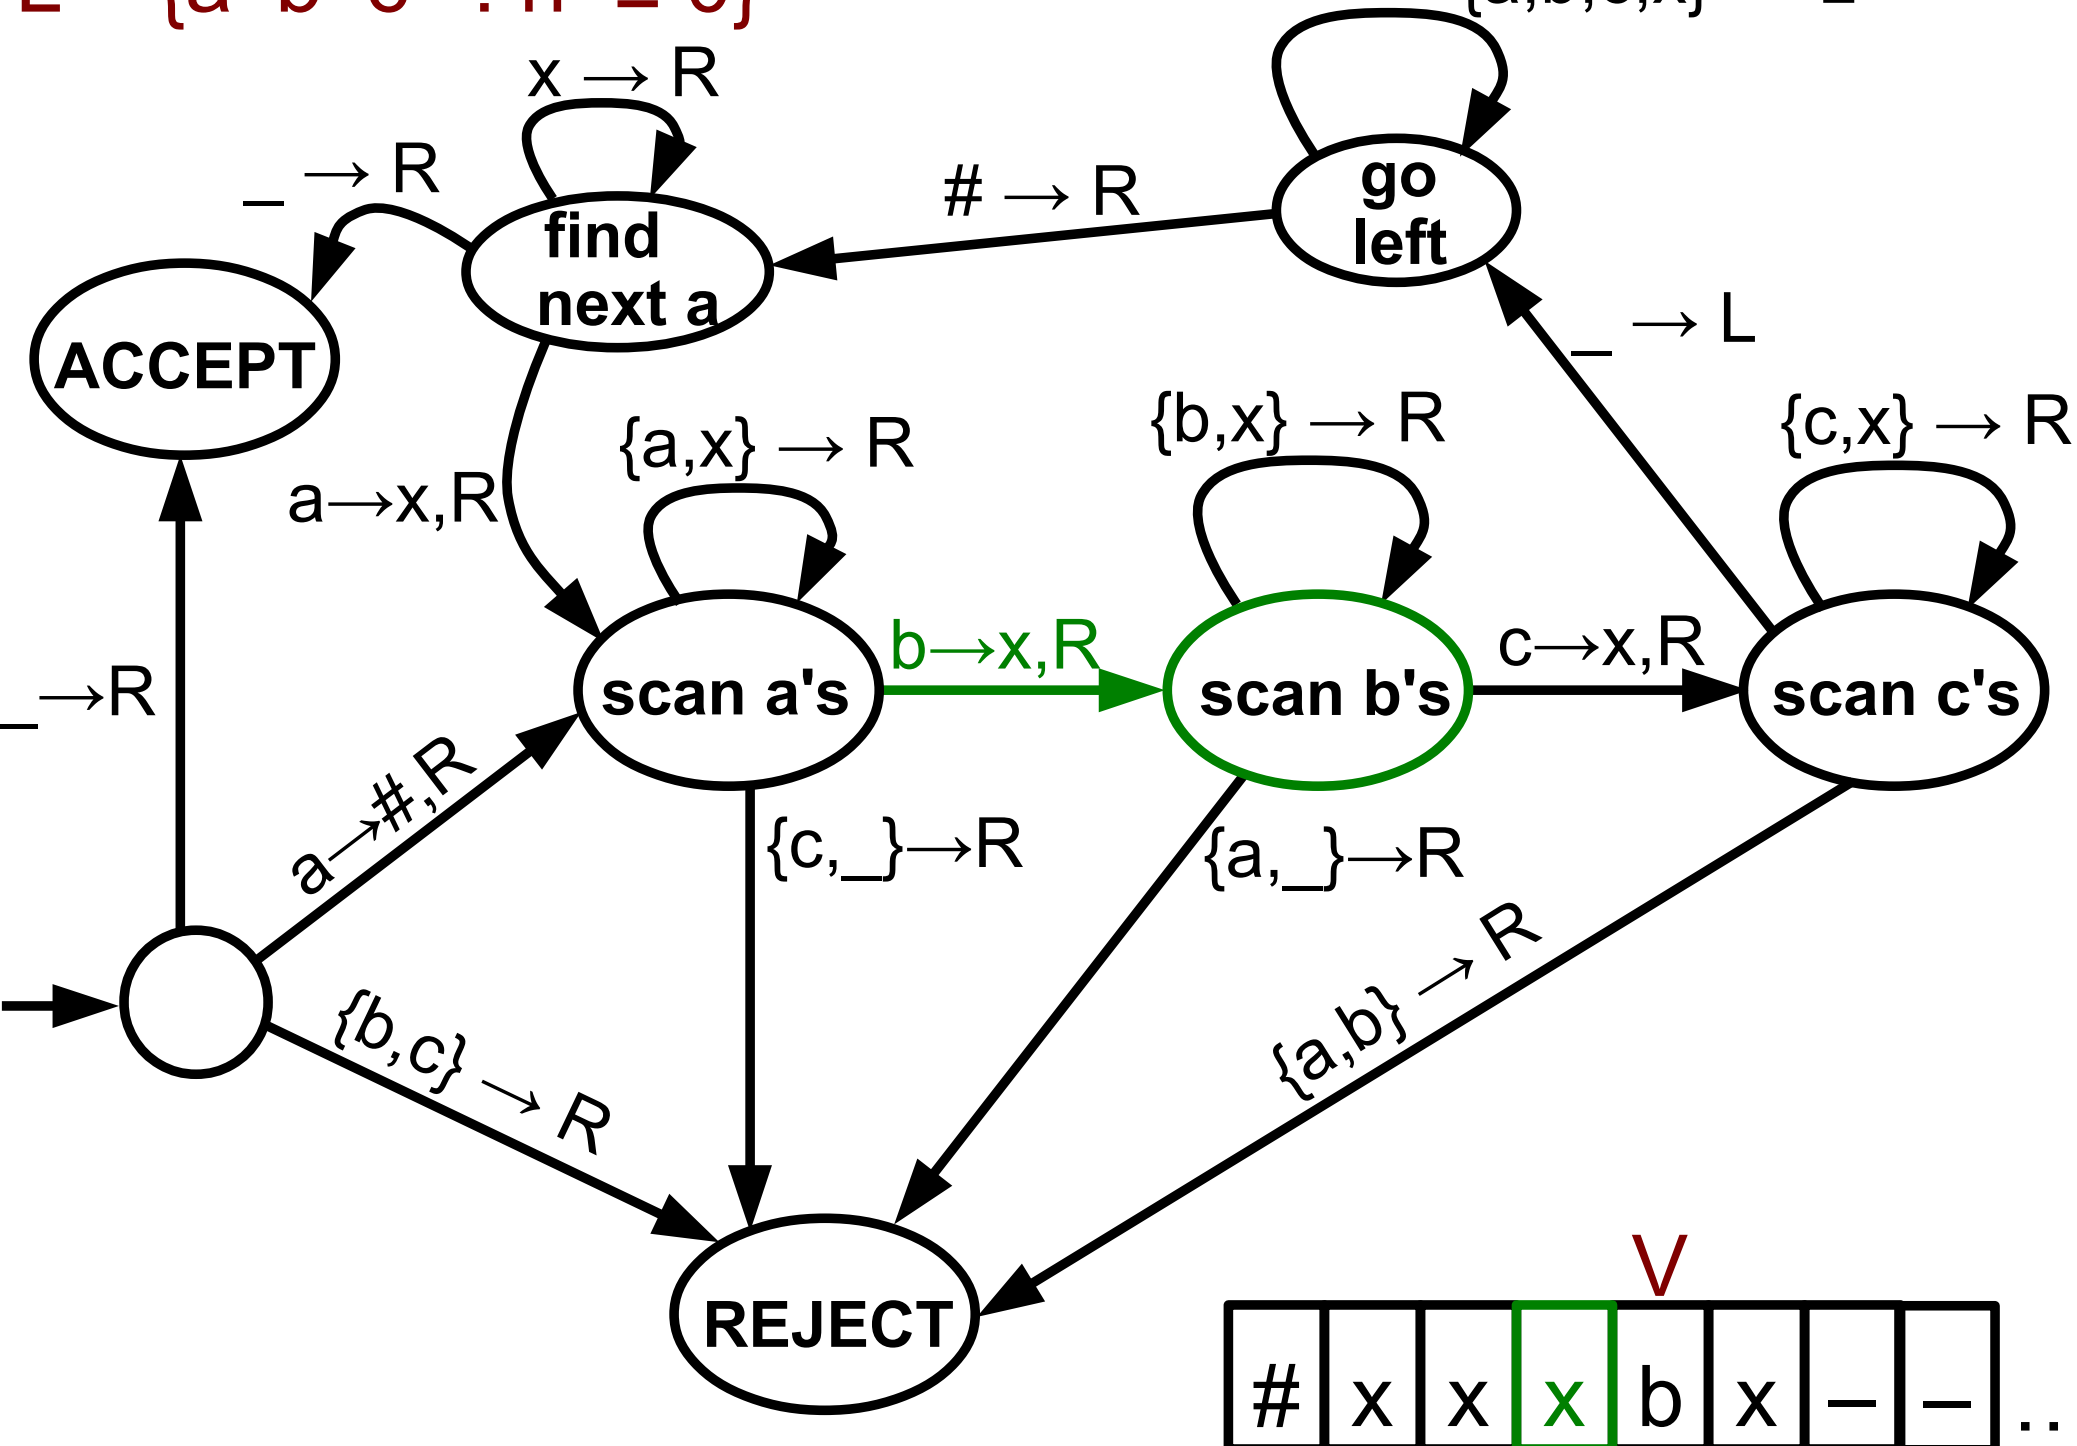 x → R
_ → R
# → R
find
next a
go
left
ACCEPT
_ → L
{a,x} → R
{b,x} → R
{c,x} → R
a→x,R
b→x,R
c→x,R
scan a's
scan b's
scan c's
_→R
a→#,R
{c,_}→R
{a,_}→R
{b,c} → R
{a,b} → R
REJECT
V
# x x x b x _ _ ..